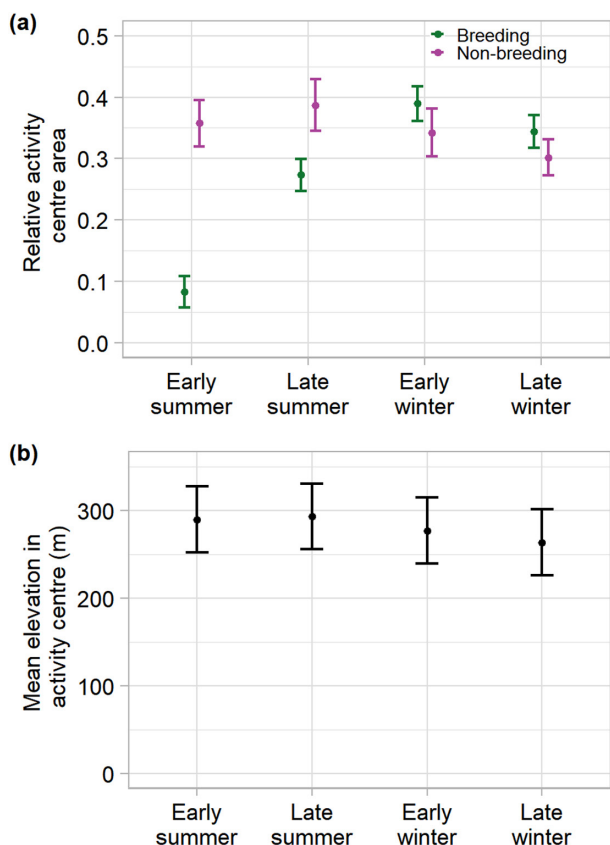 (a)
Relative activity
centre area
0.5
0.4
0.3
0.2
0.1
0.0
Breeding
Non-breeding
Early
summer
Late
summer
Early
winter
Late
winter
(b)
Mean elevation in
activity centre (m)
300
200
100
0
Early
summer
Late
summer
Early
winter
Late
winter